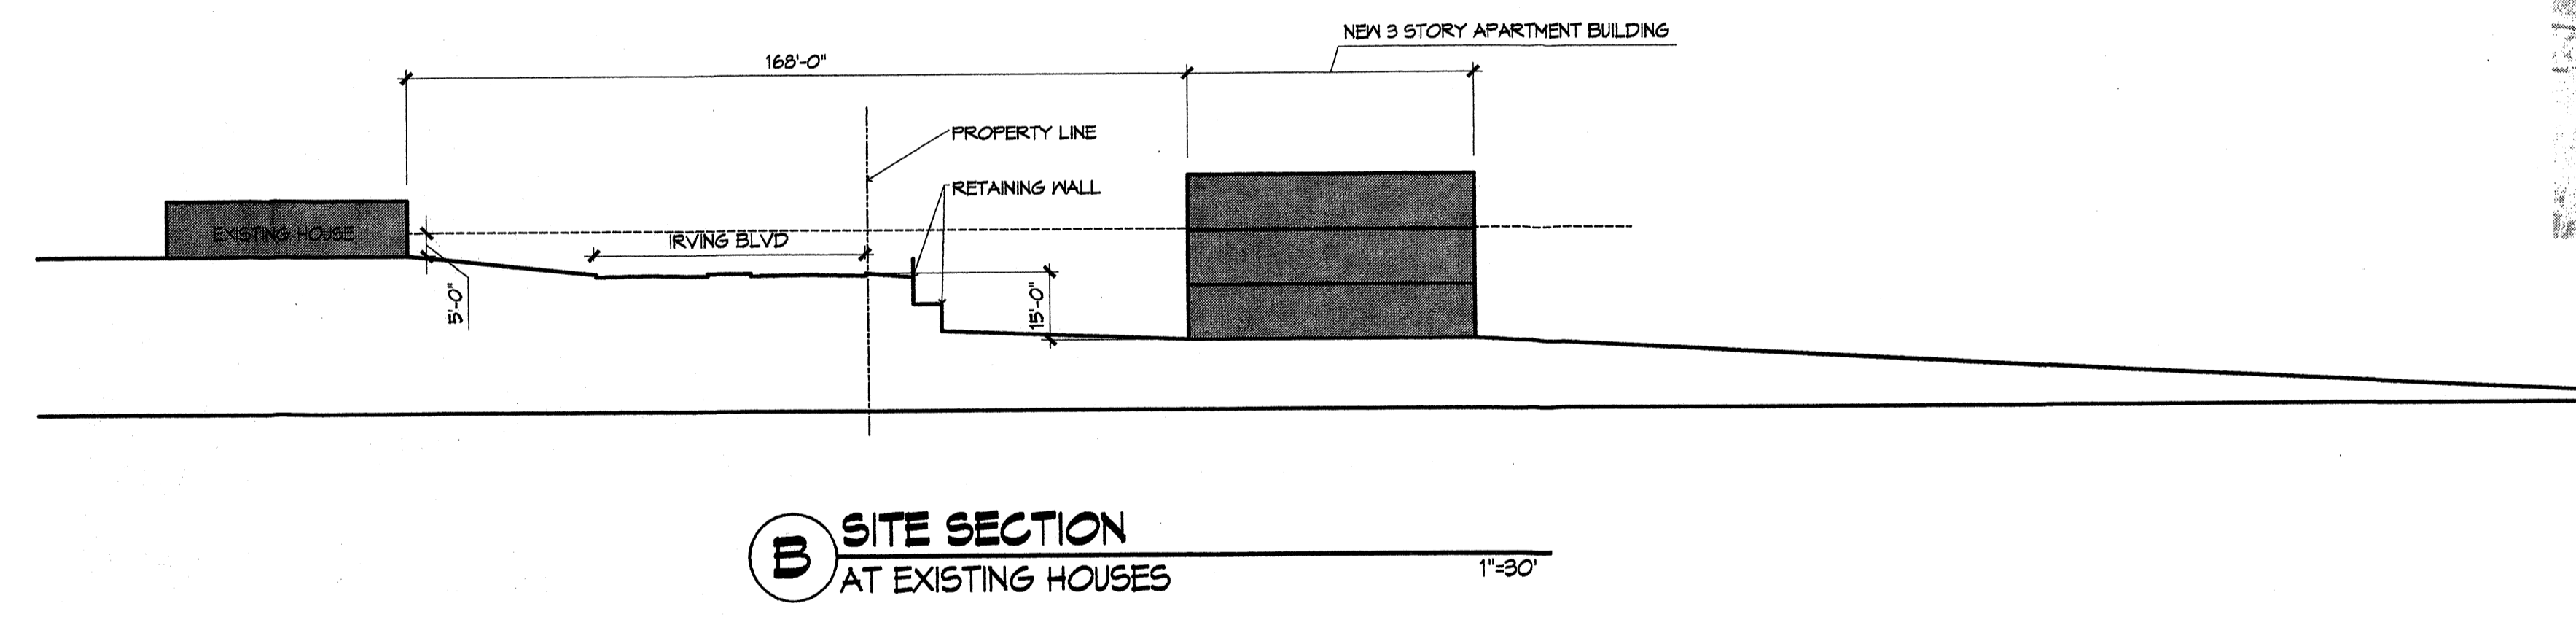 NEW 3 STORY APARTMENT BUILDING
168'-0"
PROPERTY LINE
RETAINING WALL
EXISTING HOUSE
IRVING BLVD
5'-0"
15'-0"
B
SITE SECTION
AT EXISTING HOUSES
1"=30'